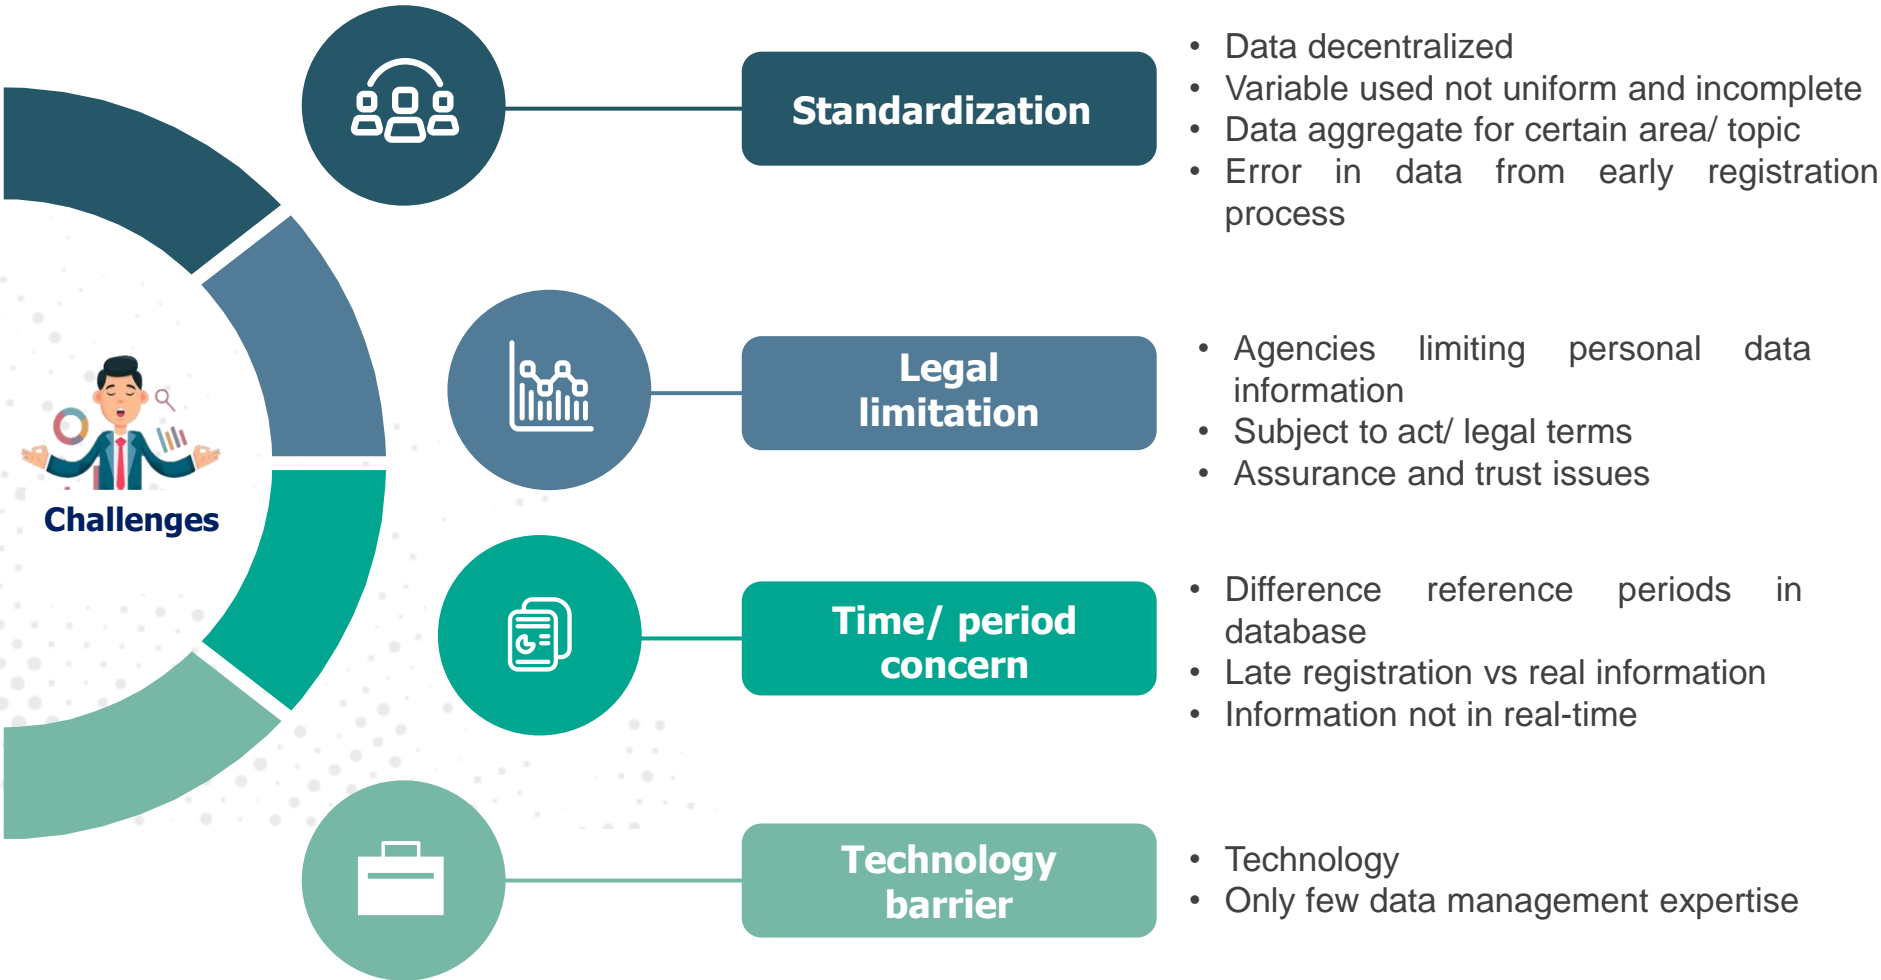 Challenges
Standardization
• Data decentralized
• Variable used not uniform and incomplete
• Data aggregate for certain area/ topic
• Error in data from early registration
process
Legal
limitation
• Agencies limiting personal data
information
• Subject to act/ legal terms
• Assurance and trust issues
Time/ period
concern
• Difference reference periods in
database
• Late registration vs real information
• Information not in real-time
Technology
barrier
• Technology
• Only few data management expertise